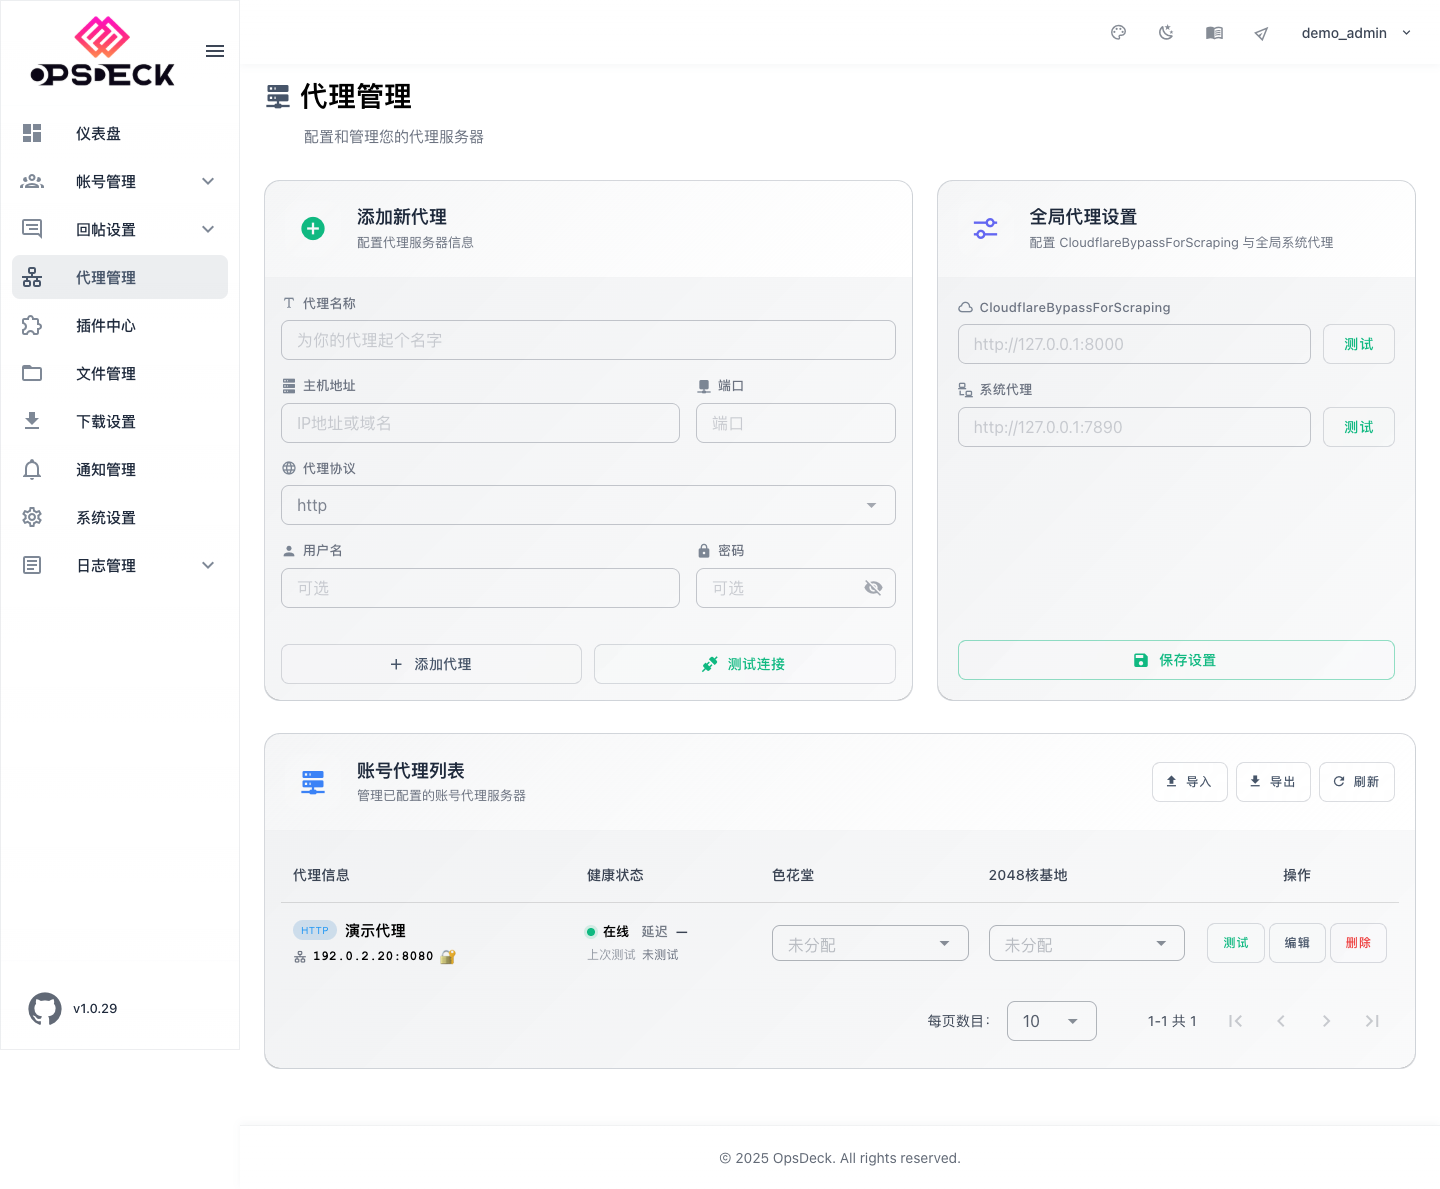 OPSDECK
demo_admin
仪表盘
帐号管理
回帖设置
代理管理
插件中心
文件管理
下载设置
通知管理
系统设置
日志管理
v1.0.29
代理管理
配置和管理您的代理服务器
添加新代理
配置代理服务器信息
代理名称
为你的代理起个名字
主机地址 端口
IP地址或域名 端口
代理协议
http
用户名 密码
可选 可选
添加代理 测试连接
全局代理设置
配置 CloudflareBypassForScraping 与全局系统代理
CloudflareBypassForScraping
http://127.0.0.1:8000 测试
系统代理
http://127.0.0.1:7890 测试
保存设置
账号代理列表
管理已配置的账号代理服务器
导入 导出 刷新
代理信息 健康状态 色花堂 2048核基地 操作
HTTP 演示代理 在线 延迟 — 未分配 未分配 测试 编辑 删除
192.0.2.20:8080 上次测试 未测试
每页数目: 10 1-1 共 1
© 2025 OpsDeck. All rights reserved.